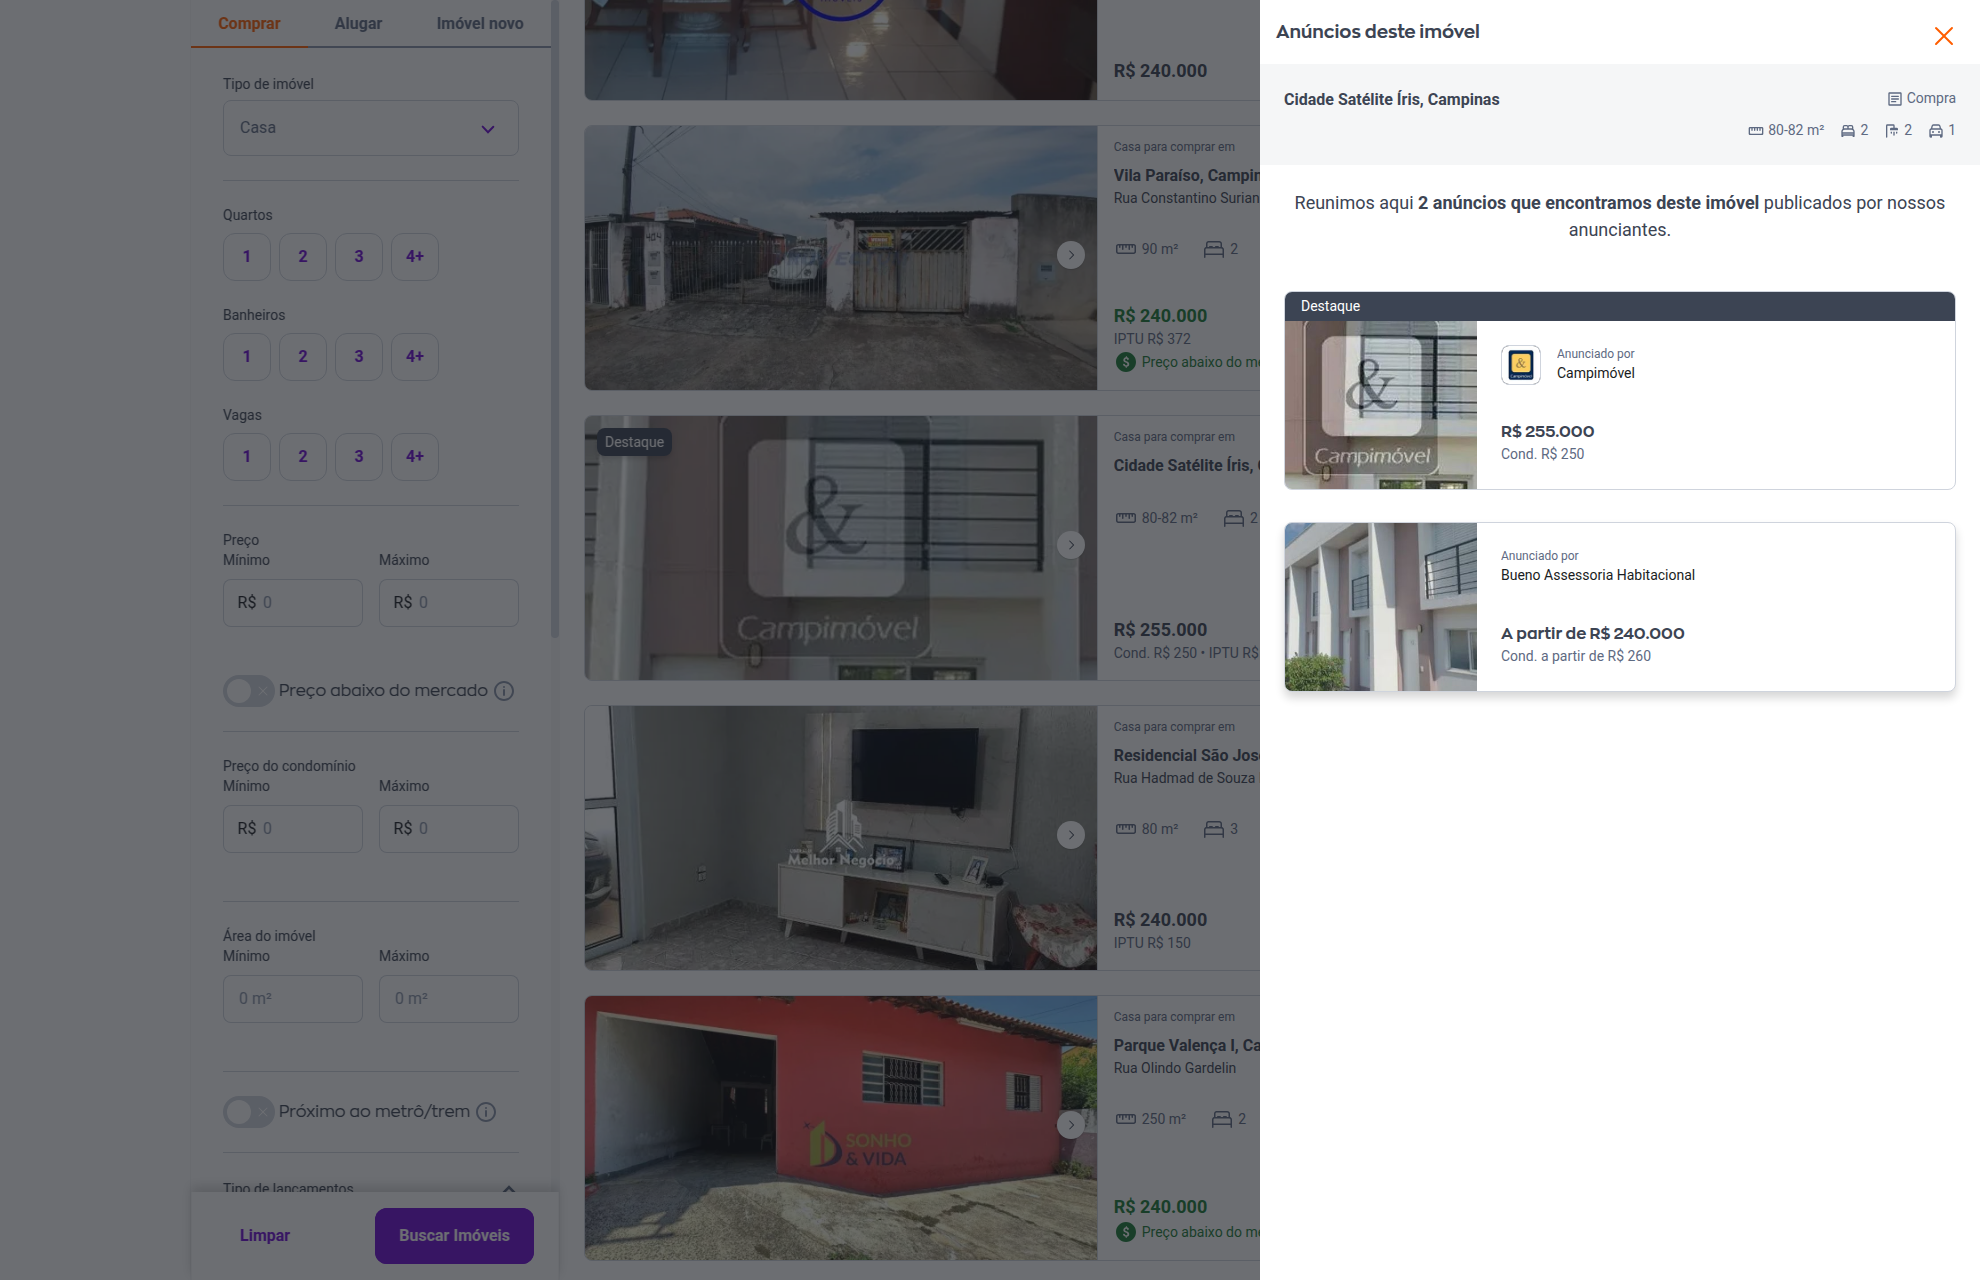 Comprar
Alugar
Imóvel novo
Tipo de imóvel
Casa
Quartos
1
2
3
4+
Banheiros
1
2
3
4+
Vagas
1
2
3
4+
Preço
Mínimo
Máximo
R$ 0
R$ 0
Preço abaixo do mercado
Preço do condomínio
Mínimo
Máximo
R$ 0
R$ 0
Área do imóvel
Mínimo
Máximo
0 m²
0 m²
Próximo ao metrô/trem
Tipo de lançamentos
Limpar
Buscar Imóveis
R$ 240.000
Casa para comprar em
Vila Paraíso,
Rua Constantino
90 m²
2
R$ 240.000
IPTU R$ 372
Preço abaixo do
Destaque
&
Campimóvel
Casa para comprar em
Cidade Satélite Íris,
80-82 m²
2
R$ 255.000
Cond. R$ 250 • IPTU R$
Melhor Negócio
Casa para comprar em
Residencial São
Rua Hadmad de Souza
80 m²
3
R$ 240.000
IPTU R$ 150
SONHO
& VIDA
Casa para comprar em
Parque Valença I,
Rua Olindo Gardelin
250 m²
2
R$ 240.000
Preço abaixo do
Anúncios deste imóvel
Cidade Satélite Íris, Campinas
Compra
80-82 m²
2
2
1
Reunimos aqui 2 anúncios que encontramos deste imóvel publicados por nossos
anunciantes.
Destaque
&
Campimóvel
Anunciado por
Campimóvel
R$ 255.000
Cond. R$ 250
Anunciado por
Bueno Assessoria Habitacional
A partir de R$ 240.000
Cond. a partir de R$ 260